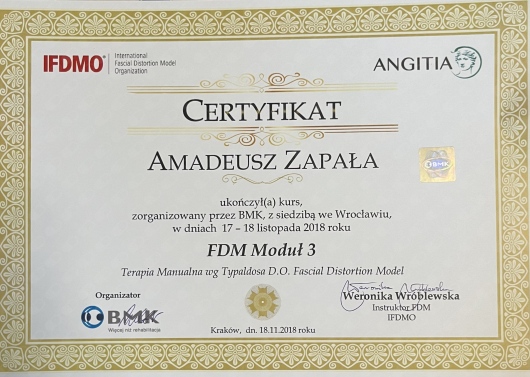 IFDMO
International
Fascial Distortion Model
Organization
ANGITIA
CERTYFIKAT
AMADEUSZ ZAPAŁA
BMK
ukończył(a) kurs,
zorganizowany przez BMK, z siedzibą we Wrocławiu,
w dniach 17 – 18 listopada 2018 roku
FDM Moduł 3
Terapia Manualna wg Typaldosa D.O. Fascial Distortion Model
Organizator
BMK
Więcej niż rehabilitacja
Weronika Wróblewska
Instruktor FDM
IFDMO
Kraków, dn. 18.11.2018 roku